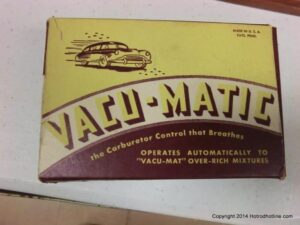 MADE IN U. S. A.
VACU-MATIC
the Carburetor Control that Breathes
OPERATES AUTOMATICALLY TO
"VACU-MAT" OVER-RICH MIXTURES
Copyright 2014 Hotrodhotline.com